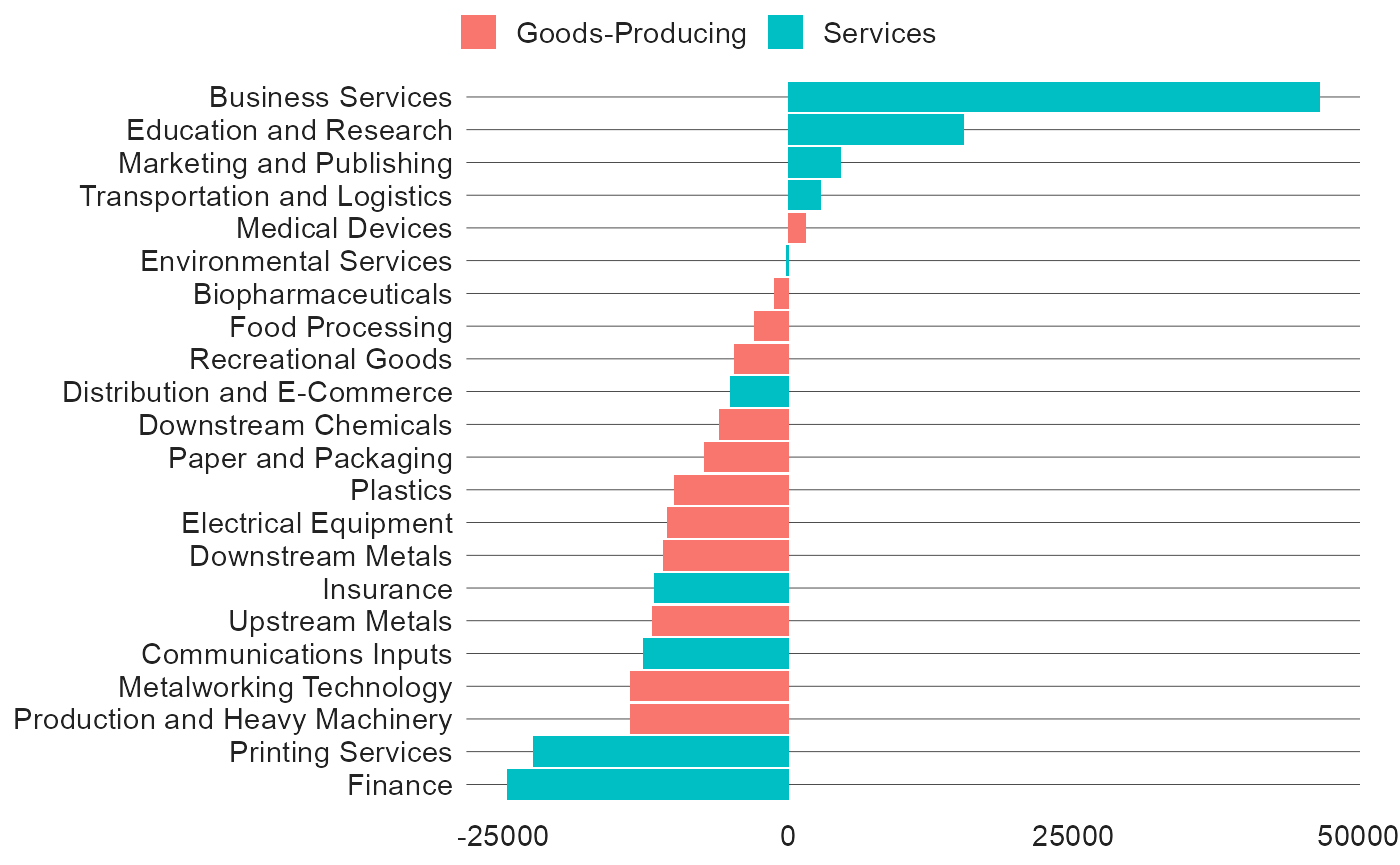 Goods-Producing Services
Business Services
Education and Research
Marketing and Publishing
Transportation and Logistics
Medical Devices
Environmental Services
Biopharmaceuticals
Food Processing
Recreational Goods
Distribution and E-Commerce
Downstream Chemicals
Paper and Packaging
Plastics
Electrical Equipment
Downstream Metals
Insurance
Upstream Metals
Communications Inputs
Metalworking Technology
Production and Heavy Machinery
Printing Services
Finance
-25000 0 25000 50000